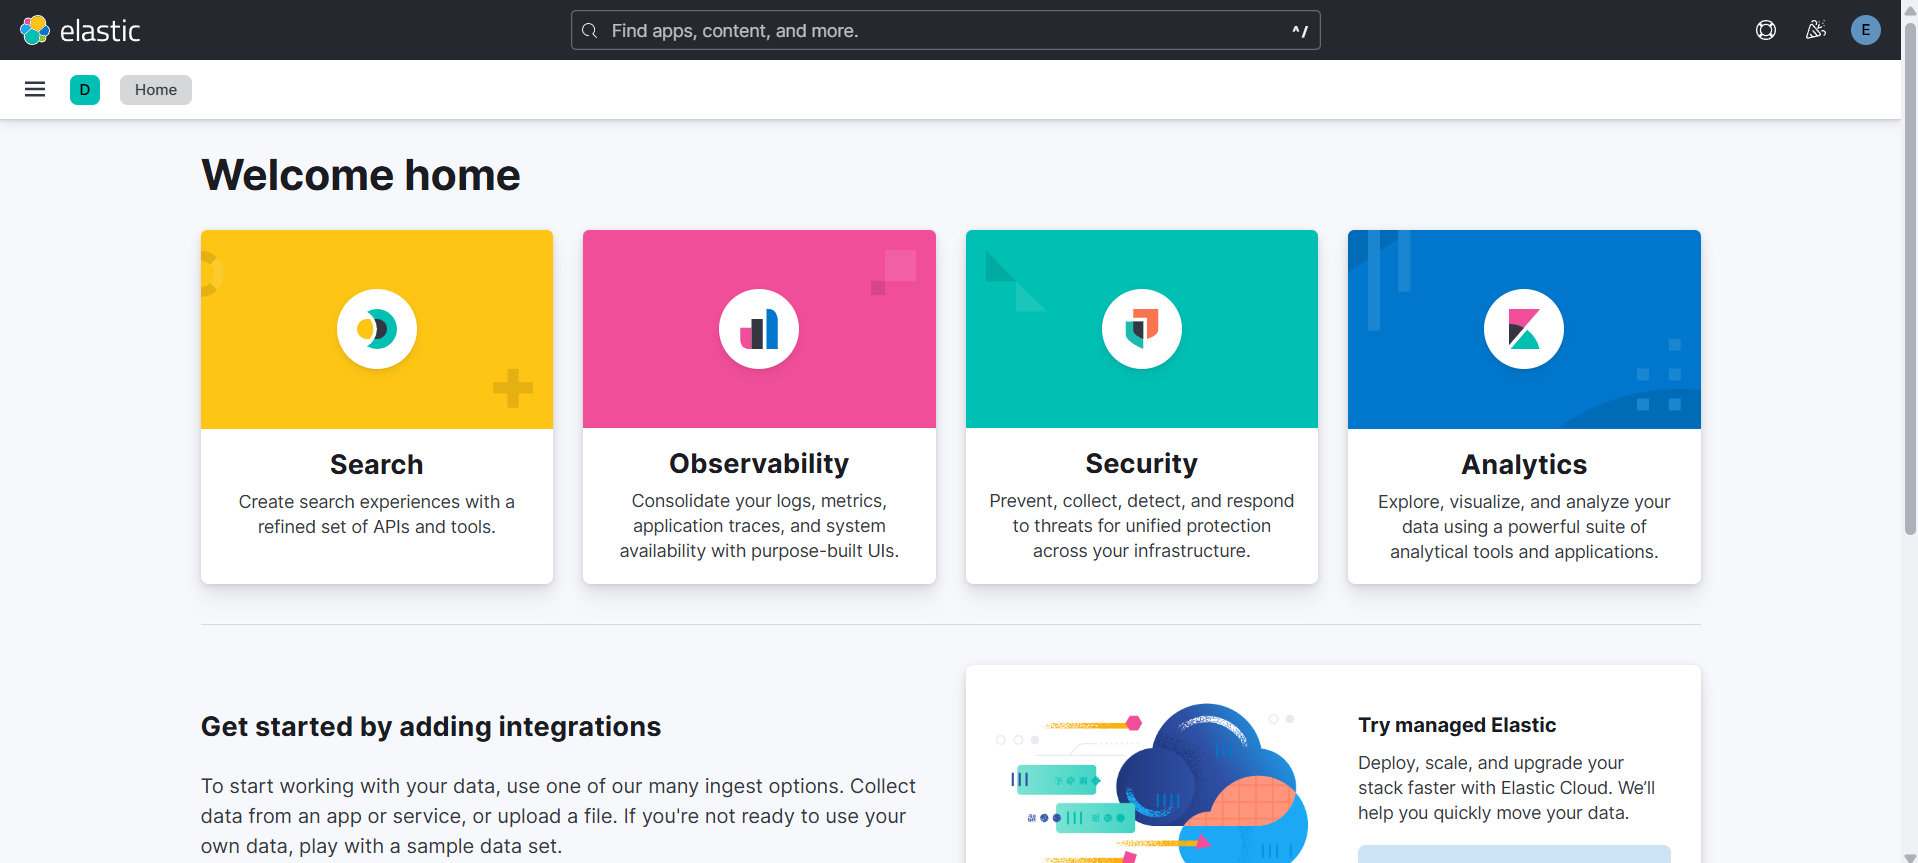 elastic
Find apps, content, and more.
^/
E
D
Home
Welcome home
Search
Create search experiences with a
refined set of APIs and tools.
Observability
Consolidate your logs, metrics,
application traces, and system
availability with purpose-built UIs.
Security
Prevent, collect, detect, and respond
to threats for unified protection
across your infrastructure.
Analytics
Explore, visualize, and analyze your
data using a powerful suite of
analytical tools and applications.
Get started by adding integrations
To start working with your data, use one of our many ingest options. Collect
data from an app or service, or upload a file. If you're not ready to use your
own data, play with a sample data set.
Try managed Elastic
Deploy, scale, and upgrade your
stack faster with Elastic Cloud. We’ll
help you quickly move your data.